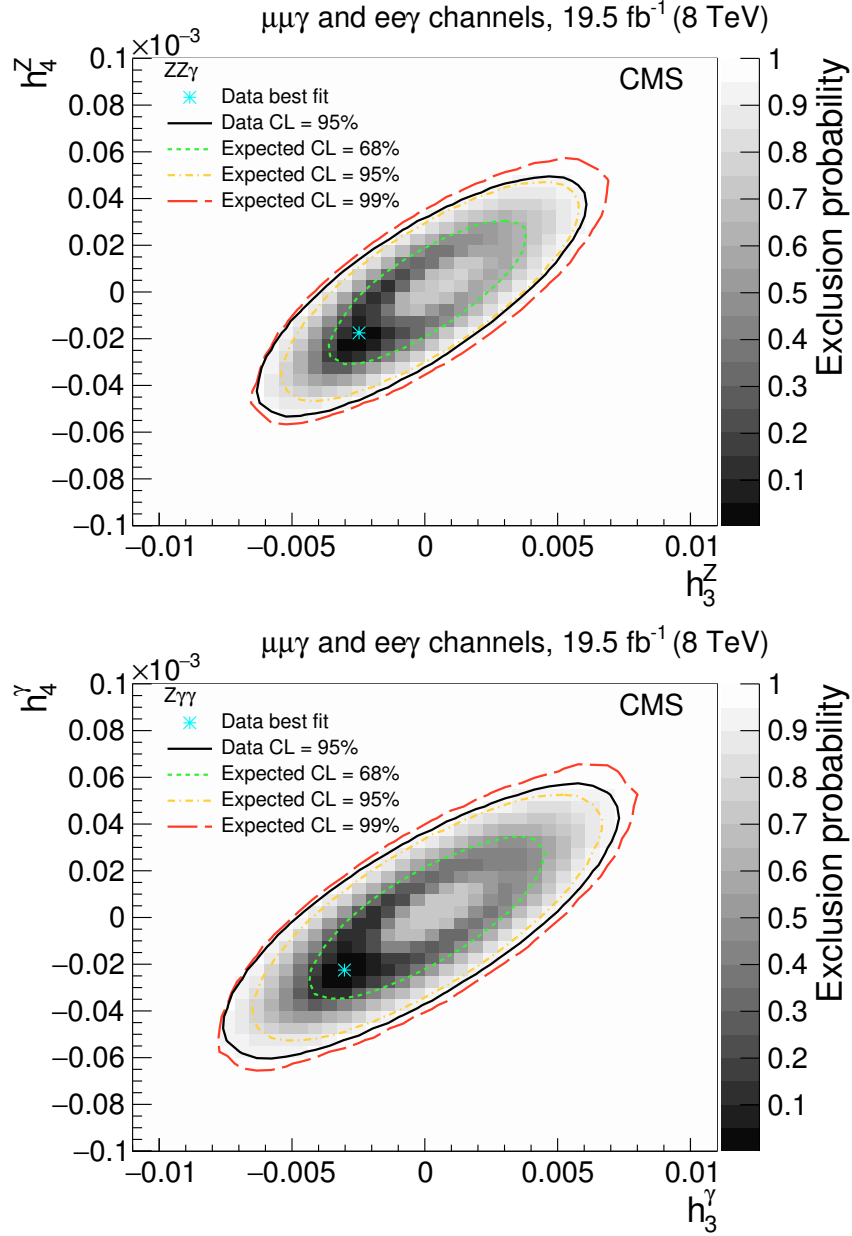 μμγ and eeγ channels, 19.5 fb⁻¹ (8 TeV)
×10⁻³
h₄ᶻ
ZZγ
CMS
Data best fit
Data CL = 95%
Expected CL = 68%
Expected CL = 95%
Expected CL = 99%
0.1
0.08
0.06
0.04
0.02
0
−0.02
−0.04
−0.06
−0.08
−0.1
−0.01 −0.005 0 0.005 0.01
h₃ᶻ
1
0.9
0.8
0.7
0.6
0.5
0.4
0.3
0.2
0.1
Exclusion probability
μμγ and eeγ channels, 19.5 fb⁻¹ (8 TeV)
×10⁻³
h₄ᵞ
Zγγ
CMS
Data best fit
Data CL = 95%
Expected CL = 68%
Expected CL = 95%
Expected CL = 99%
0.1
0.08
0.06
0.04
0.02
0
−0.02
−0.04
−0.06
−0.08
−0.1
−0.01 −0.005 0 0.005 0.01
h₃ᵞ
1
0.9
0.8
0.7
0.6
0.5
0.4
0.3
0.2
0.1
Exclusion probability